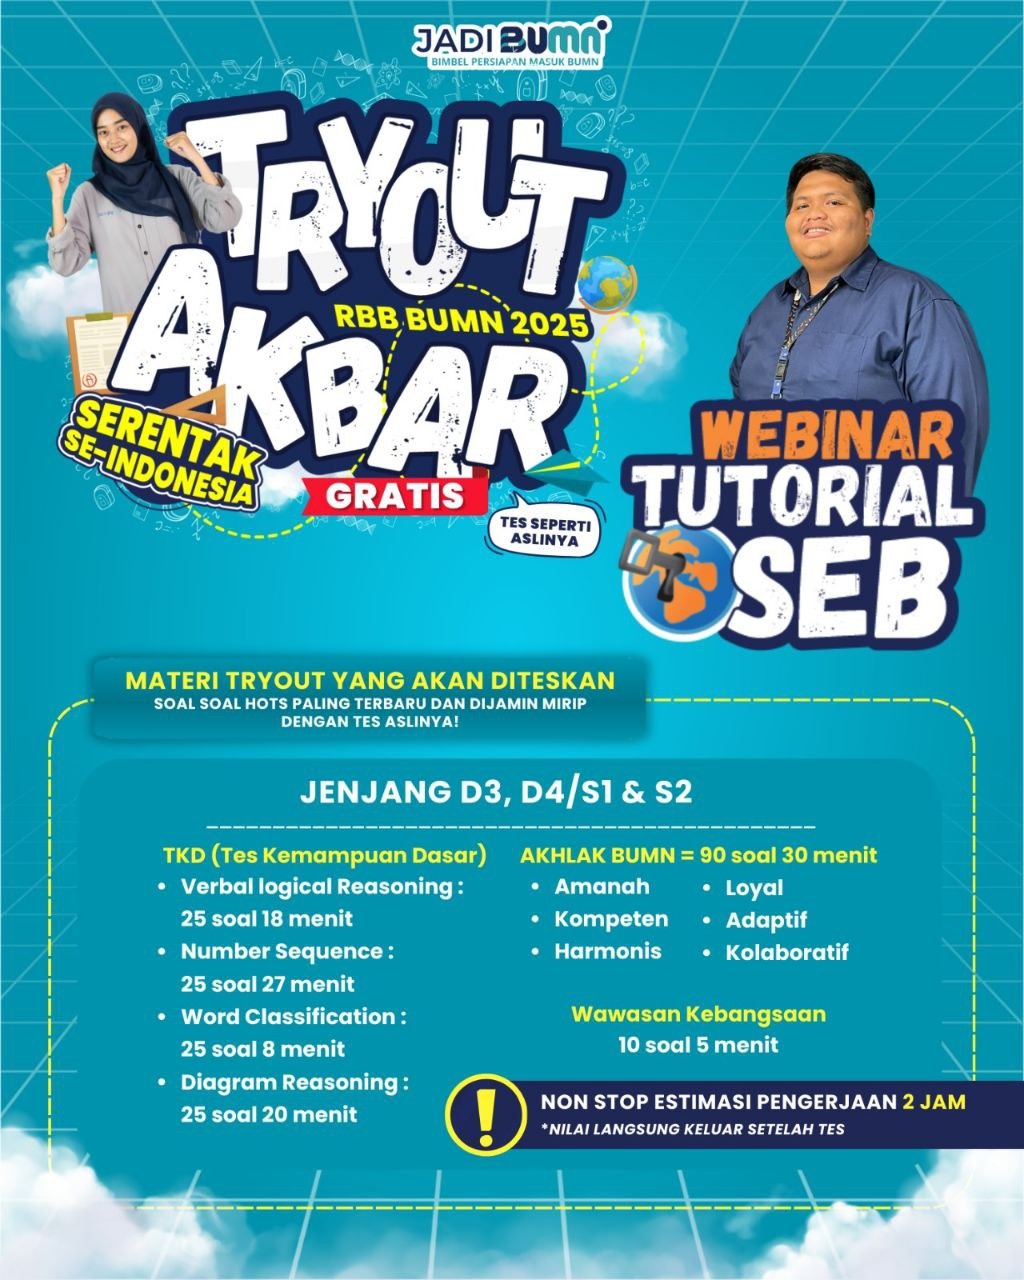 JADI BUMN
BIMBEL PERSIAPAN MASUK BUMN
TRYOUT
AKBAR
RBB BUMN 2025
SERENTAK
SE-INDONESIA
GRATIS
TES SEPERTI
ASLINYA
WEBINAR
TUTORIAL
SEB
MATERI TRYOUT YANG AKAN DITESKAN
SOAL SOAL HOTS PALING TERBARU DAN DIJAMIN MIRIP
DENGAN TES ASLINYA!
JENJANG D3, D4/S1 & S2
TKD (Tes Kemampuan Dasar)
• Verbal logical Reasoning :
25 soal 18 menit
• Number Sequence :
25 soal 27 menit
• Word Classification :
25 soal 8 menit
• Diagram Reasoning :
25 soal 20 menit
AKHLAK BUMN = 90 soal 30 menit
• Amanah
• Kompeten
• Harmonis
• Loyal
• Adaptif
• Kolaboratif
Wawasan Kebangsaan
10 soal 5 menit
NON STOP ESTIMASI PENGERJAAN 2 JAM
*NILAI LANGSUNG KELUAR SETELAH TES